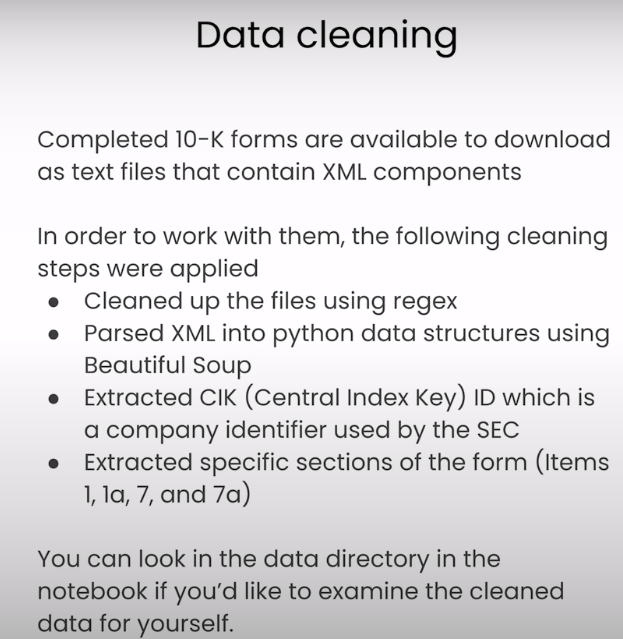 Data cleaning
Completed 10-K forms are available to download
as text files that contain XML components
In order to work with them, the following cleaning
steps were applied
● Cleaned up the files using regex
● Parsed XML into python data structures using
Beautiful Soup
● Extracted CIK (Central Index Key) ID which is
a company identifier used by the SEC
● Extracted specific sections of the form (Items
1, 1a, 7, and 7a)
You can look in the data directory in the
notebook if you'd like to examine the cleaned
data for yourself.